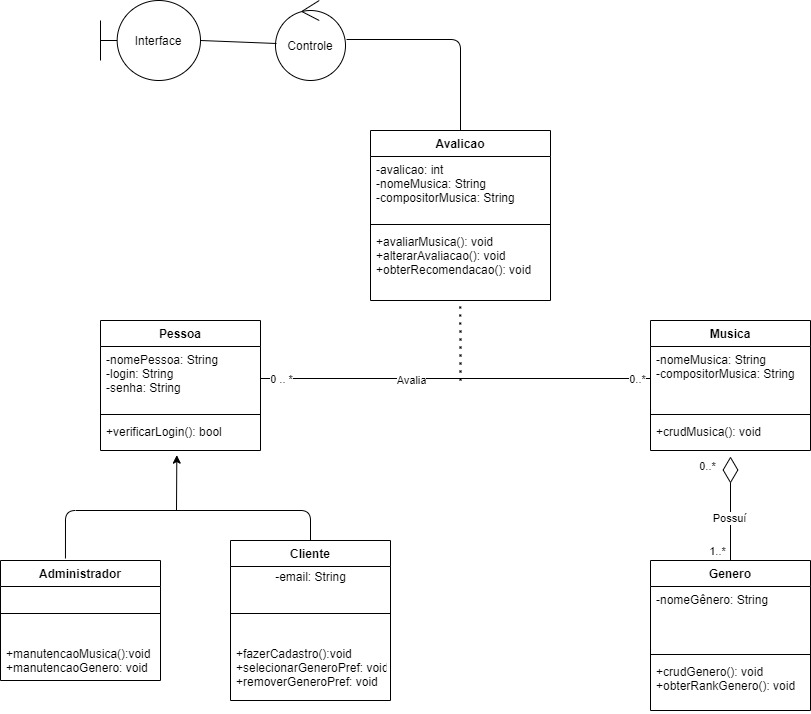 Interface
Controle
Avalicao
-avalicao: int
-nomeMusica: String
-compositorMusica: String
+avaliarMusica(): void
+alterarAvaliacao(): void
+obterRecomendacao(): void
Pessoa
-nomePessoa: String
-login: String
-senha: String
+verificarLogin(): bool
0 .. *
Avalia
0..*
Musica
-nomeMusica: String
-compositorMusica: String
+crudMusica(): void
0..*
Possuí
1..*
Administrador
+manutencaoMusica():void
+manutencaoGenero: void
Cliente
-email: String
+fazerCadastro():void
+selecionarGeneroPref: void
+removerGeneroPref: void
Genero
-nomeGênero: String
+crudGenero(): void
+obterRankGenero(): void